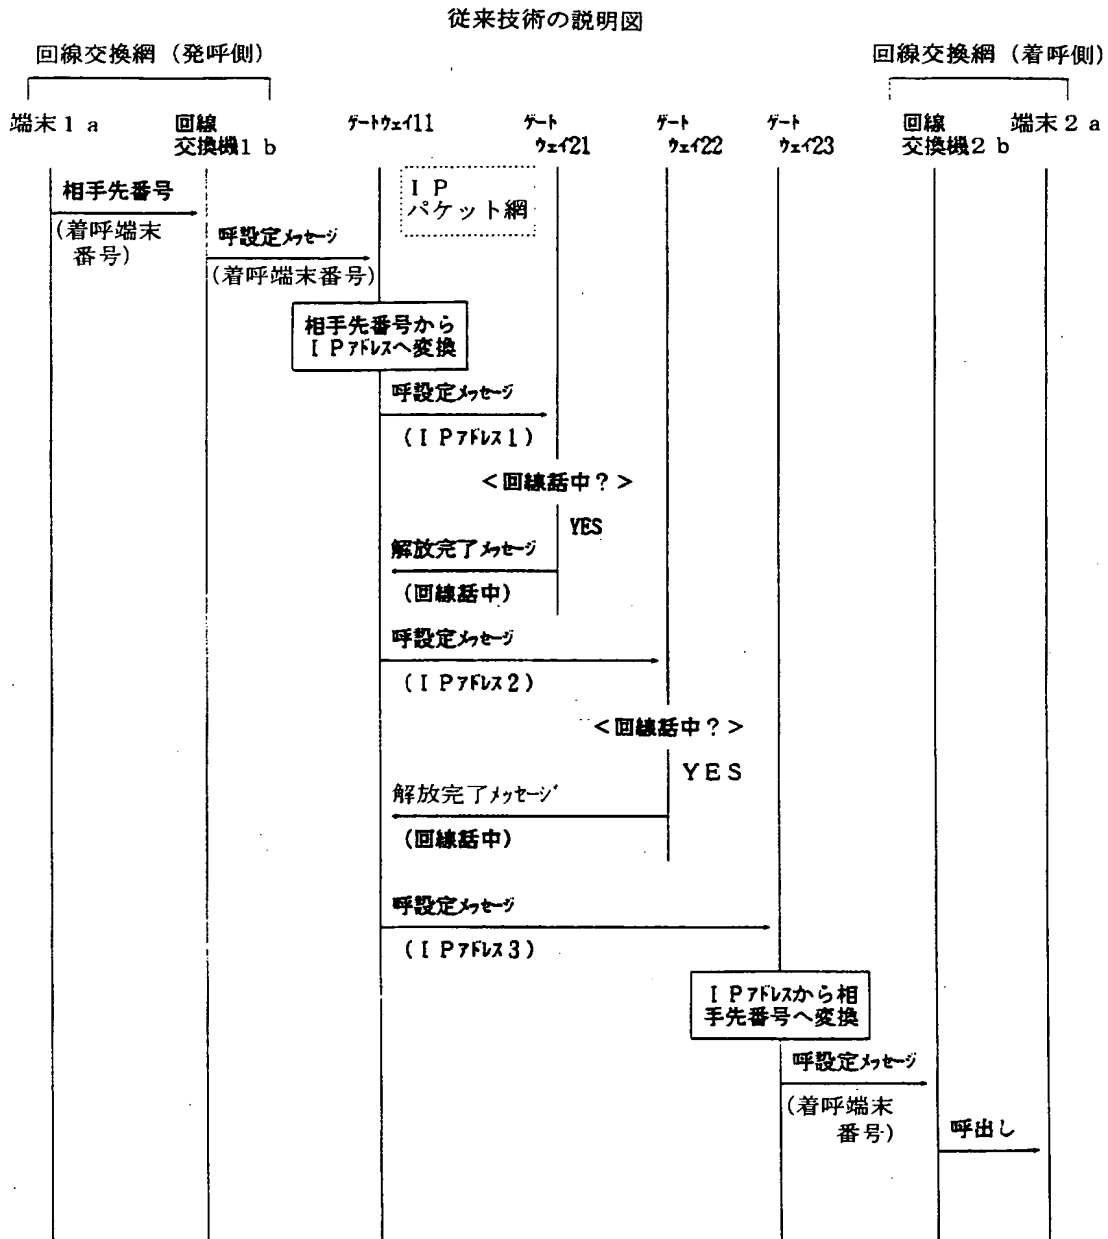 従来技術の説明図
回線交換網（発呼側）
回線交換網（着呼側）
端末１ａ
回線
交換機１ｂ
ｹﾞｰﾄｳｪｲ11
ｹﾞｰﾄ
ｳｪｲ21
ｹﾞｰﾄ
ｳｪｲ22
ｹﾞｰﾄ
ｳｪｲ23
回線
交換機２ｂ
端末２ａ
相手先番号
（着呼端末
番号）
ＩＰ
パケット網
呼設定ﾒｯｾｰｼﾞ
（着呼端末番号）
相手先番号から
ＩＰｱﾄﾞﾚｽへ変換
呼設定ﾒｯｾｰｼﾞ
（ＩＰｱﾄﾞﾚｽ１）
＜回線話中？＞
YES
解放完了ﾒｯｾｰｼﾞ
（回線話中）
呼設定ﾒｯｾｰｼﾞ
（ＩＰｱﾄﾞﾚｽ２）
＜回線話中？＞
ＹＥＳ
解放完了ﾒｯｾｰｼﾞ
（回線話中）
呼設定ﾒｯｾｰｼﾞ
（ＩＰｱﾄﾞﾚｽ３）
ＩＰｱﾄﾞﾚｽから相
手先番号へ変換
呼設定ﾒｯｾｰｼﾞ
（着呼端末
番号）
呼出し